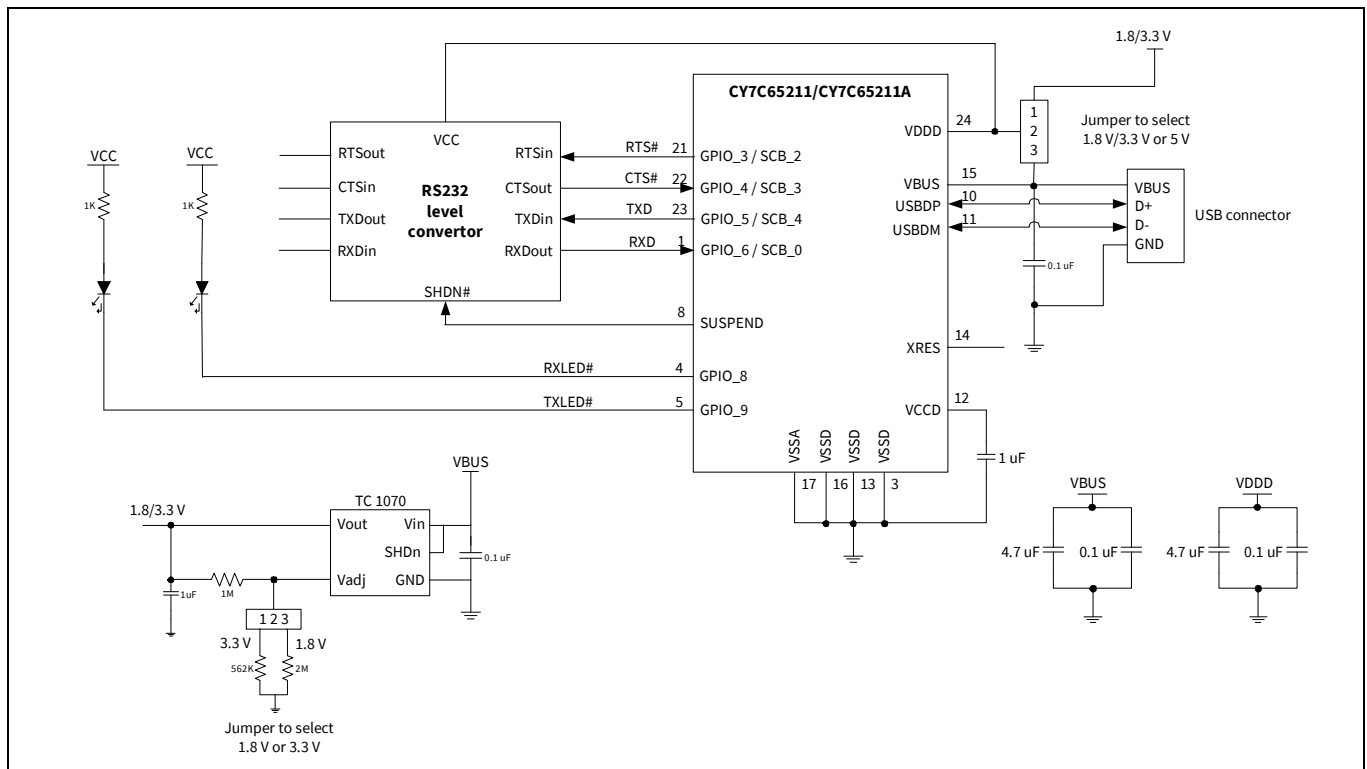 1.8/3.3 V
CY7C65211/CY7C65211A
VDDD
24
1
2
3
Jumper to select
1.8 V/3.3 V or 5 V
VCC
VCC
1K
1K
VCC
RS232
level
convertor
RTSout
CTSin
TXDout
RXDin
RTSin
CTSout
TXDin
RXDout
SHDN#
RTS#
21
GPIO_3 / SCB_2
CTS#
22
GPIO_4 / SCB_3
TXD
23
GPIO_5 / SCB_4
RXD
1
GPIO_6 / SCB_0
8
SUSPEND
RXLED#
4
GPIO_8
TXLED#
5
GPIO_9
VBUS
15
USBDP
10
USBDM
11
VBUS
D+
D-
GND
USB connector
0.1 uF
XRES
14
VCCD
12
1 uF
VSSA
VSSD
VSSD
VSSD
17
16
13
3
VBUS
TC 1070
1.8/3.3 V
Vout
Vin
SHDn
Vadj
GND
0.1 uF
1uF
1M
1 2 3
3.3 V
1.8 V
562K
2M
Jumper to select
1.8 V or 3.3 V
VBUS
4.7 uF
0.1 uF
VDDD
4.7 uF
0.1 uF